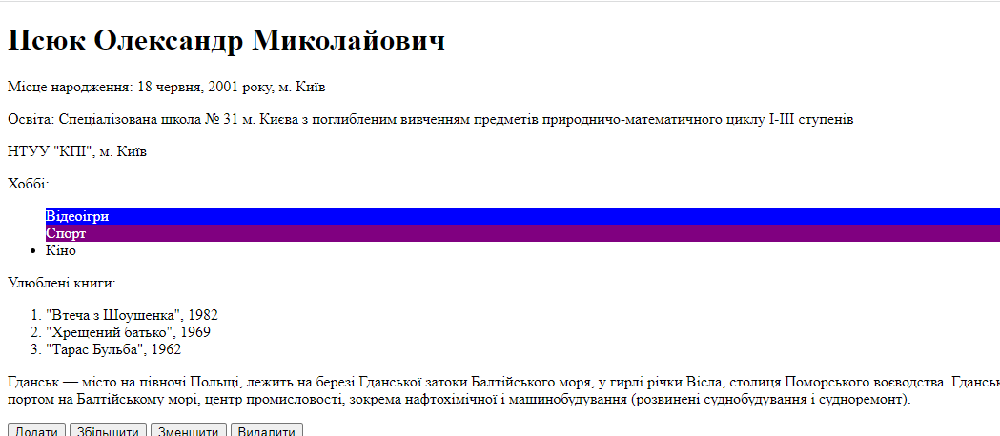 Псюк Олександр Миколайович
Місце народження: 18 червня, 2001 року, м. Київ
Освіта: Спеціалізована школа № 31 м. Києва з поглибленим вивченням предметів природничо-математичного циклу І-ІІІ ступенів
НТУУ "КПІ", м. Київ
Хоббі:
Відеоігри
Спорт
• Кіно
Улюблені книги:
1. "Втеча з Шоушенка", 1982
2. "Хрещений батько", 1969
3. "Тарас Бульба", 1962
Гданськ — місто на півночі Польщі, лежить на березі Гданської затоки Балтійського моря, у гирлі річки Вісла, столиця Поморського воєводства. Гданськ
портом на Балтійському морі, центр промисловості, зокрема нафтохімічної і машинобудування (розвинені суднобудування і судноремонт).
Додати Збільшити Зменшити Видалити